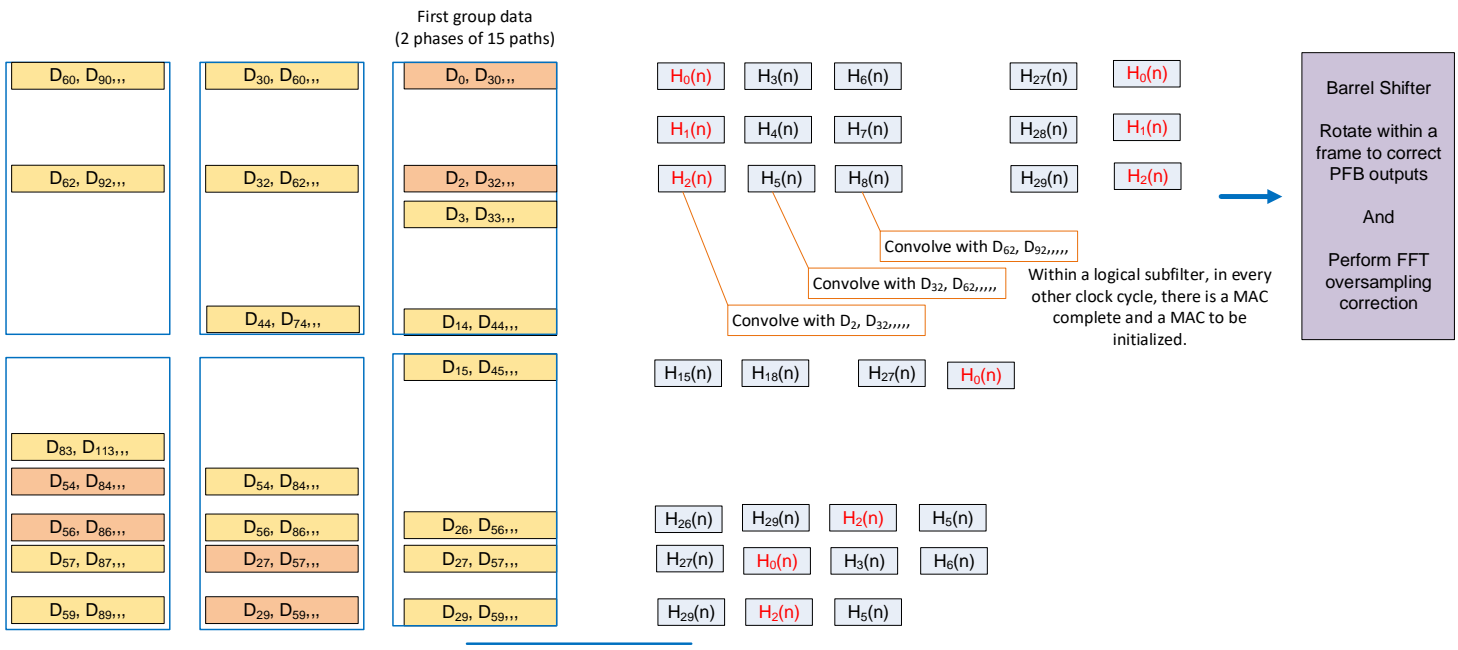 First group data
(2 phases of 15 paths)
D60, D90,,,
D30, D60,,,
D0, D30,,,
H0(n)
H3(n)
H6(n)
H27(n)
H0(n)
H1(n)
H4(n)
H7(n)
H28(n)
H1(n)
D62, D92,,,
D32, D62,,,
D2, D32,,,
H2(n)
H5(n)
H8(n)
H29(n)
H2(n)
D3, D33,,,
Convolve with D62, D92,,,,,
Convolve with D32, D62,,,,,
Convolve with D2, D32,,,,,
D44, D74,,,
D14, D44,,,
Within a logical subfilter, in every
other clock cycle, there is a MAC
complete and a MAC to be
initialized.
Barrel Shifter
Rotate within a
frame to correct
PFB outputs
And
Perform FFT
oversampling
correction
D15, D45,,,
H15(n)
H18(n)
H27(n)
H0(n)
D83, D113,,,
D54, D84,,,
D54, D84,,,
D56, D86,,,
D56, D86,,,
D26, D56,,,
H26(n)
H29(n)
H2(n)
H5(n)
D57, D87,,,
D27, D57,,,
D27, D57,,,
H27(n)
H0(n)
H3(n)
H6(n)
D59, D89,,,
D29, D59,,,
D29, D59,,,
H29(n)
H2(n)
H5(n)